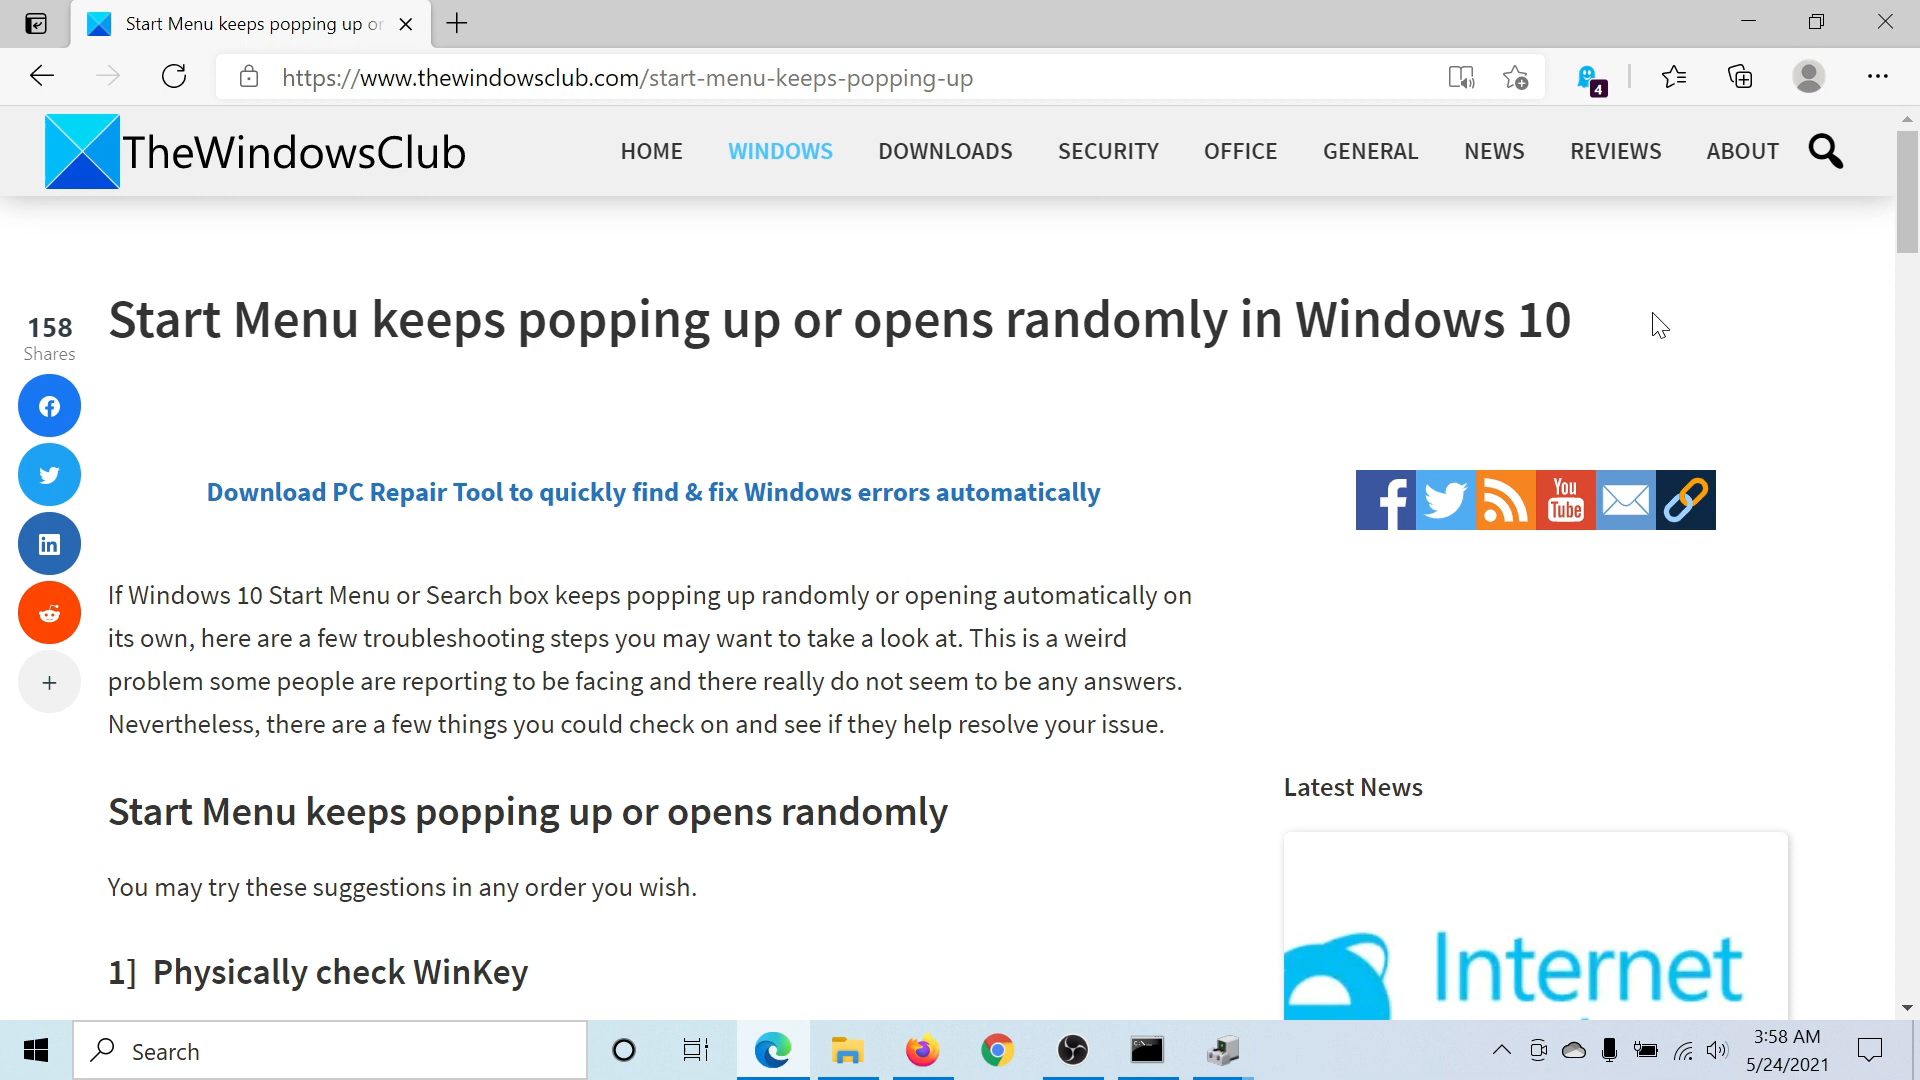 Start Menu keeps popping up or
https://www.thewindowsclub.com/start-menu-keeps-popping-up
4
TheWindowsClub
HOME WINDOWS DOWNLOADS SECURITY OFFICE GENERAL NEWS REVIEWS ABOUT
Start Menu keeps popping up or opens randomly in Windows 10
158
Shares
Download PC Repair Tool to quickly find & fix Windows errors automatically
You
Tube
in
If Windows 10 Start Menu or Search box keeps popping up randomly or opening automatically on
its own, here are a few troubleshooting steps you may want to take a look at. This is a weird
problem some people are reporting to be facing and there really do not seem to be any answers.
Nevertheless, there are a few things you could check on and see if they help resolve your issue.
Start Menu keeps popping up or opens randomly
You may try these suggestions in any order you wish.
1] Physically check WinKey
Latest News
Internet
Search
3:58 AM
5/24/2021